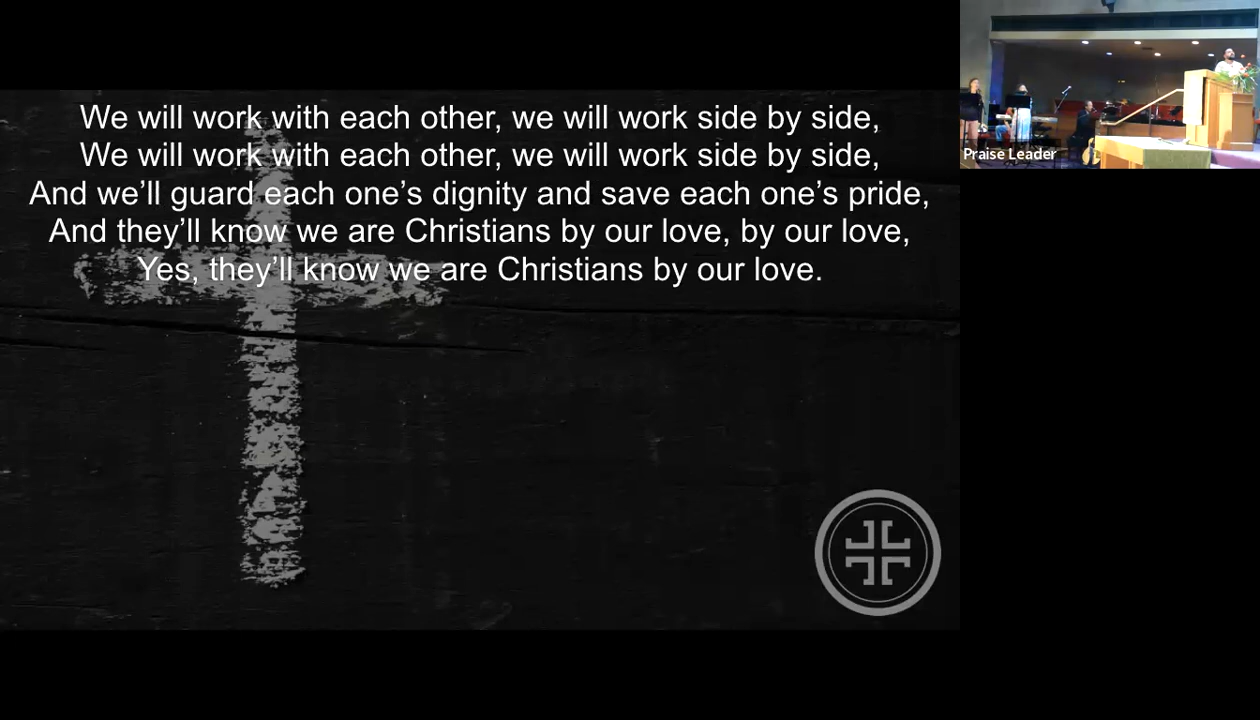 We will work with each other, we will work side by side,
We will work with each other, we will work side by side,
And we’ll guard each one’s dignity and save each one’s pride,
And they’ll know we are Christians by our love, by our love,
Yes, they’ll know we are Christians by our love.
Praise Leader